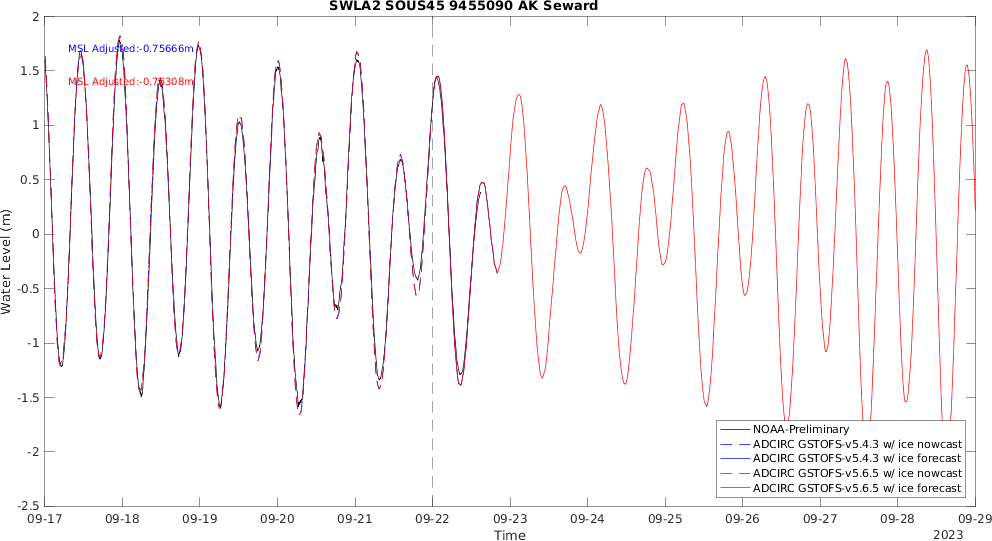 SWLA2 SOUS45 9455090 AK Seward
MSL Adjusted:-0.75666m
MSL Adjusted:-0.76308m
Water Level (m)
2
1.5
1
0.5
0
-0.5
-1
-1.5
-2
-2.5
NOAA-Preliminary
ADCIRC GSTOFS-v5.4.3 w/ ice nowcast
ADCIRC GSTOFS-v5.4.3 w/ ice forecast
ADCIRC GSTOFS-v5.6.5 w/ ice nowcast
ADCIRC GSTOFS-v5.6.5 w/ ice forecast
09-17 09-18 09-19 09-20 09-21 09-22 09-23 09-24 09-25 09-26 09-27 09-28 09-29
Time
2023